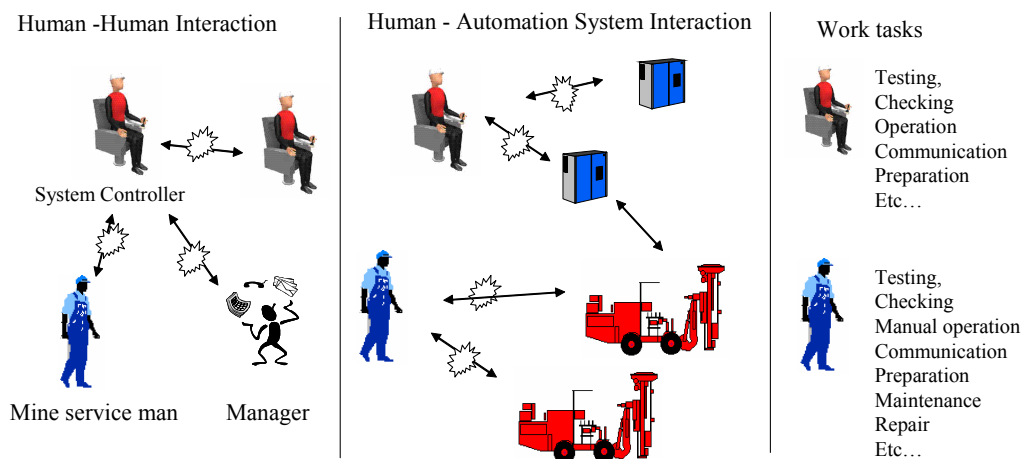 Human -Human Interaction
System Controller
Mine service man
Manager
Human - Automation System Interaction
Work tasks
Testing,
Checking
Operation
Communication
Preparation
Etc…
Testing,
Checking
Manual operation
Communication
Preparation
Maintenance
Repair
Etc…